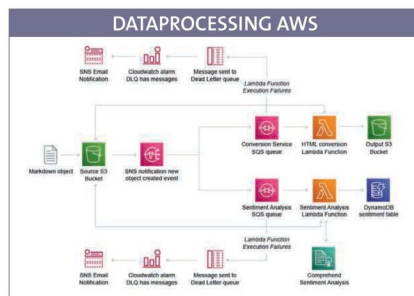 DATAPROCESSING AWS
SNS Email
Notification
Cloudwatch alarm
DLQ has messages
Message sent to
Dead Letter queue
Lambda Function
Execution Failures
Markdown object
Source S3
Bucket
SNS notification new
object created event
Conversion Service
SQS queue
HTML conversion
Lambda Function
Output S3
Bucket
Sentiment Analysis
SQS queue
Sentiment Analysis
Lambda Function
DynamoDB
sentiment table
Lambda Function
Execution Failures
SNS Email
Notification
Cloudwatch alarm
DLQ has messages
Message sent to
Dead Letter queue
Comprehend
Sentiment Analysis